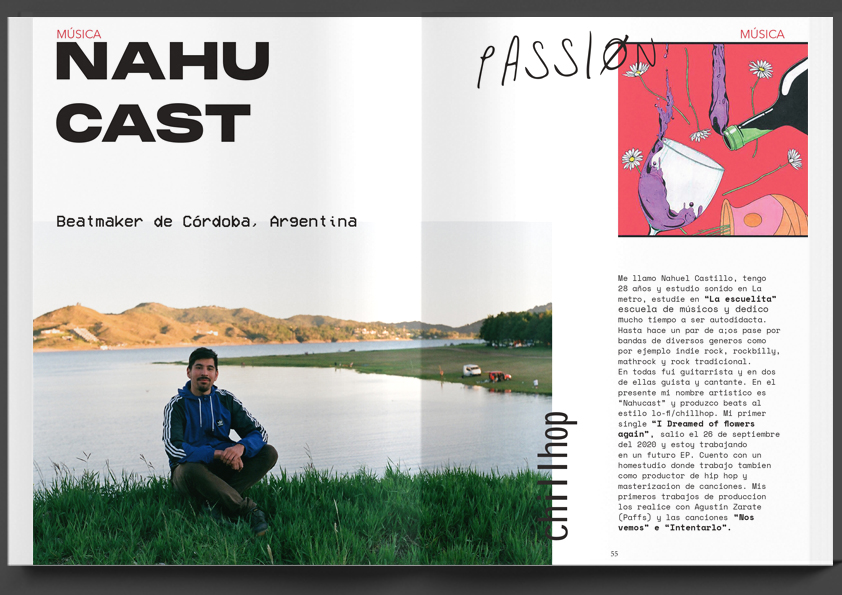 MÚSICA
NAHU
CAST
Beatmaker de Córdoba, Argentina
chillhop
PASSIØN
MÚSICA
Me llamo Nahuel Castillo, tengo
28 años y estudio sonido en La
metro, estudie en “La escuelita”
escuela de músicos y dedico
mucho tiempo a ser autodidacta.
Hasta hace un par de a;os pase por
bandas de diversos generos como
por ejemplo indie rock, rockbilly,
mathrock y rock tradicional.
En todas fui guitarrista y en dos
de ellas guista y cantante. En el
presente mi nombre artistico es
“Nahucast” y produzco beats al
estilo lo-fi/chillhop. Mi primer
single “I Dreamed of flowers
again”, salio el 26 de septiembre
del 2020 y estoy trabajando
en un futuro EP. Cuento con un
homestudio donde trabajo tambien
como productor de hip hop y
masterizacion de canciones. Mis
primeros trabajos de produccion
los realice con Agustin Zarate
(Paffs) y las canciones “Nos
vemos” e “Intentarlo”.
55